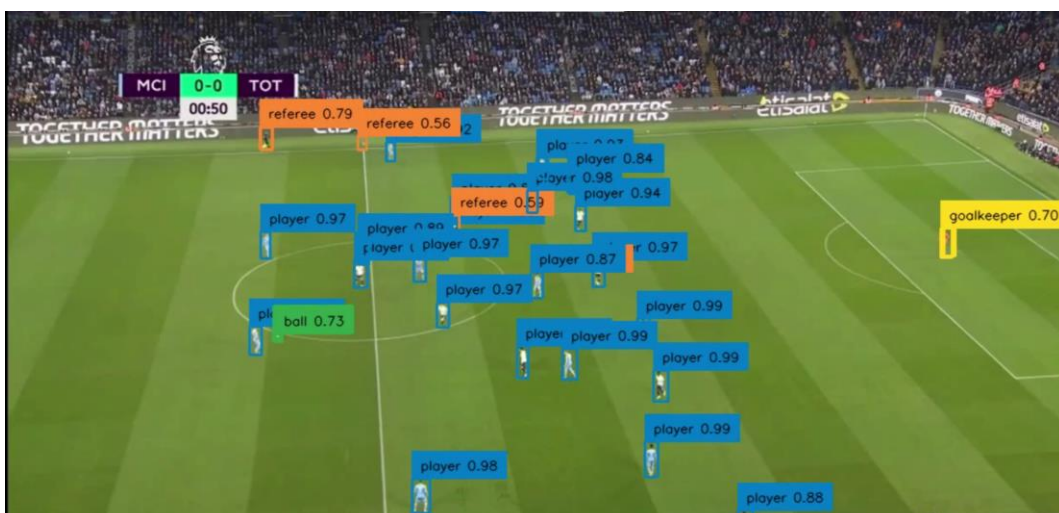 MCI 0-0 TOT
00:50
TOGETHER MATTERS
TOGETHER MATTERS
etisalat
TOGETHER MATTERS
referee 0.79
referee 0.56
player 0.84
player 0.98
player 0.94
referee 0.59
goalkeeper 0.70
player 0.97
player 0.97
player 0.87
0.97
player 0.97
ball 0.73
player 0.99
player 0.99
player 0.99
player 0.99
player 0.98
player 0.88